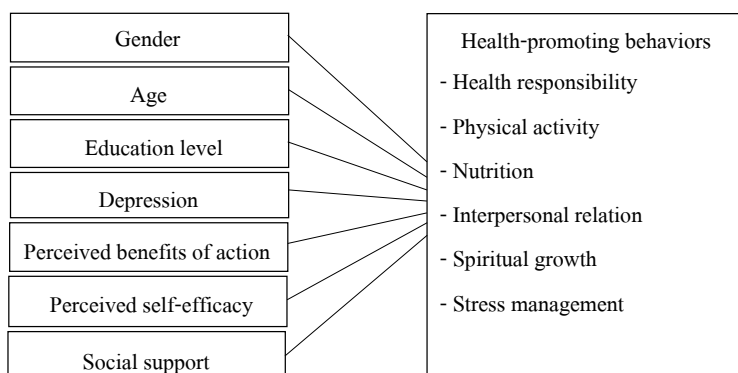 Gender
Age
Education level
Depression
Perceived benefits of action
Perceived self-efficacy
Social support
Health-promoting behaviors
- Health responsibility
- Physical activity
- Nutrition
- Interpersonal relation
- Spiritual growth
- Stress management